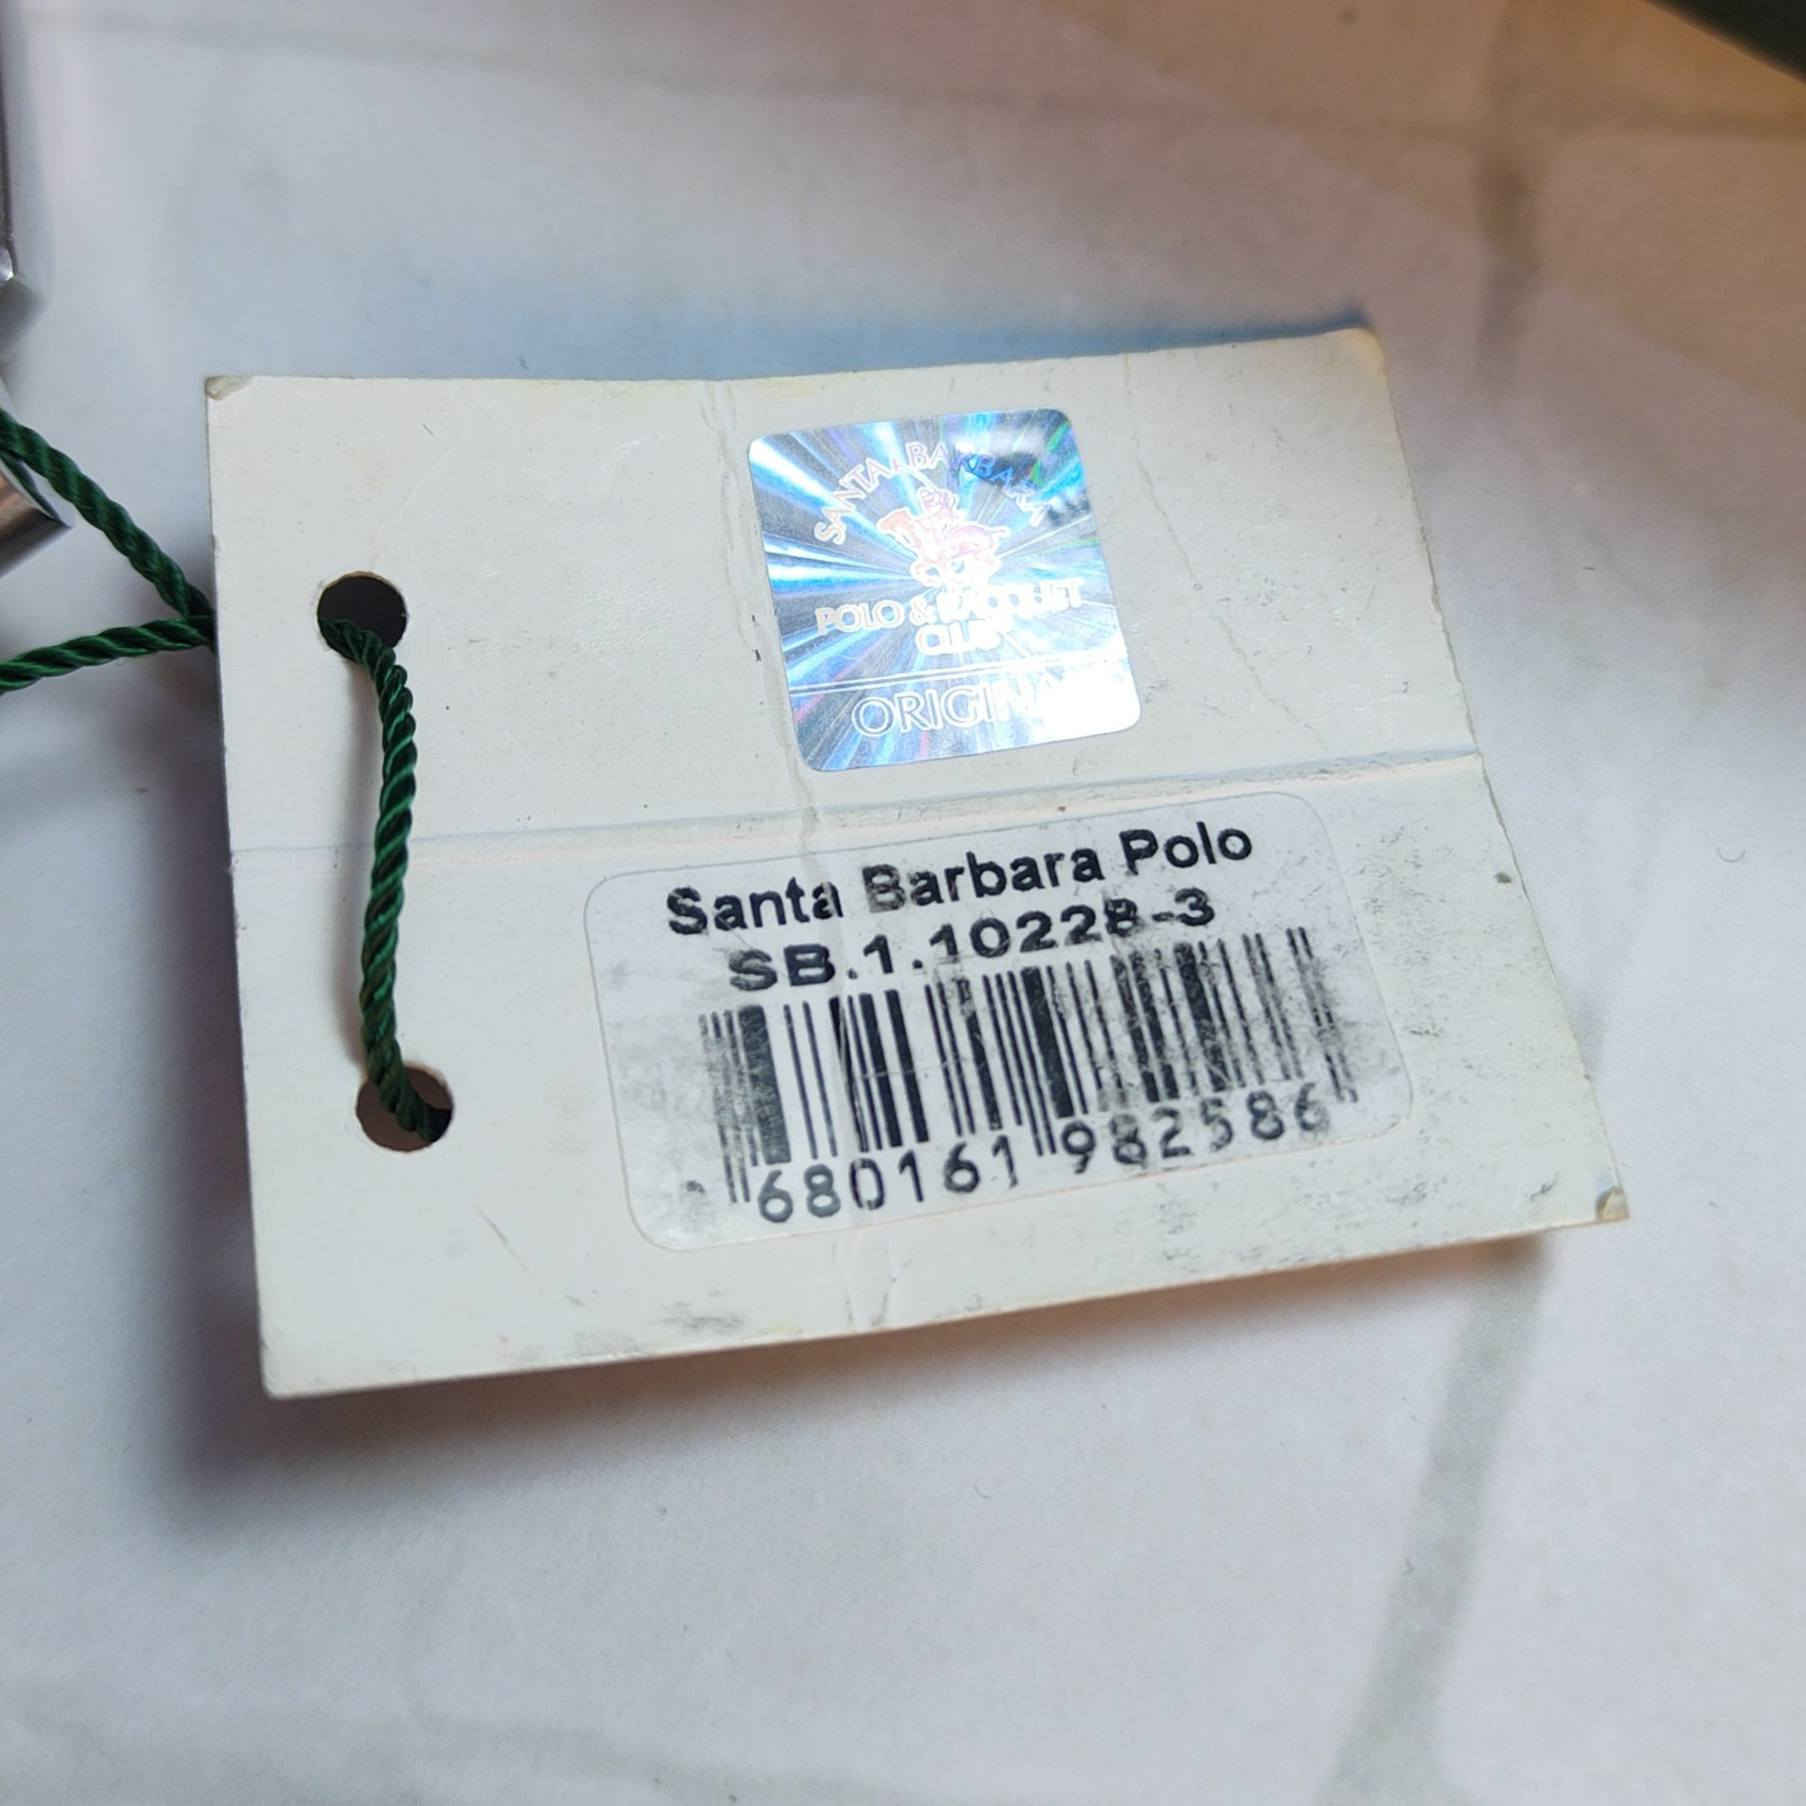 SANTA BARBARA
POLO & RACQUET
CLUB
ORIGINAL
Santa Barbara Polo
SB.1.10228-3
680161 982586